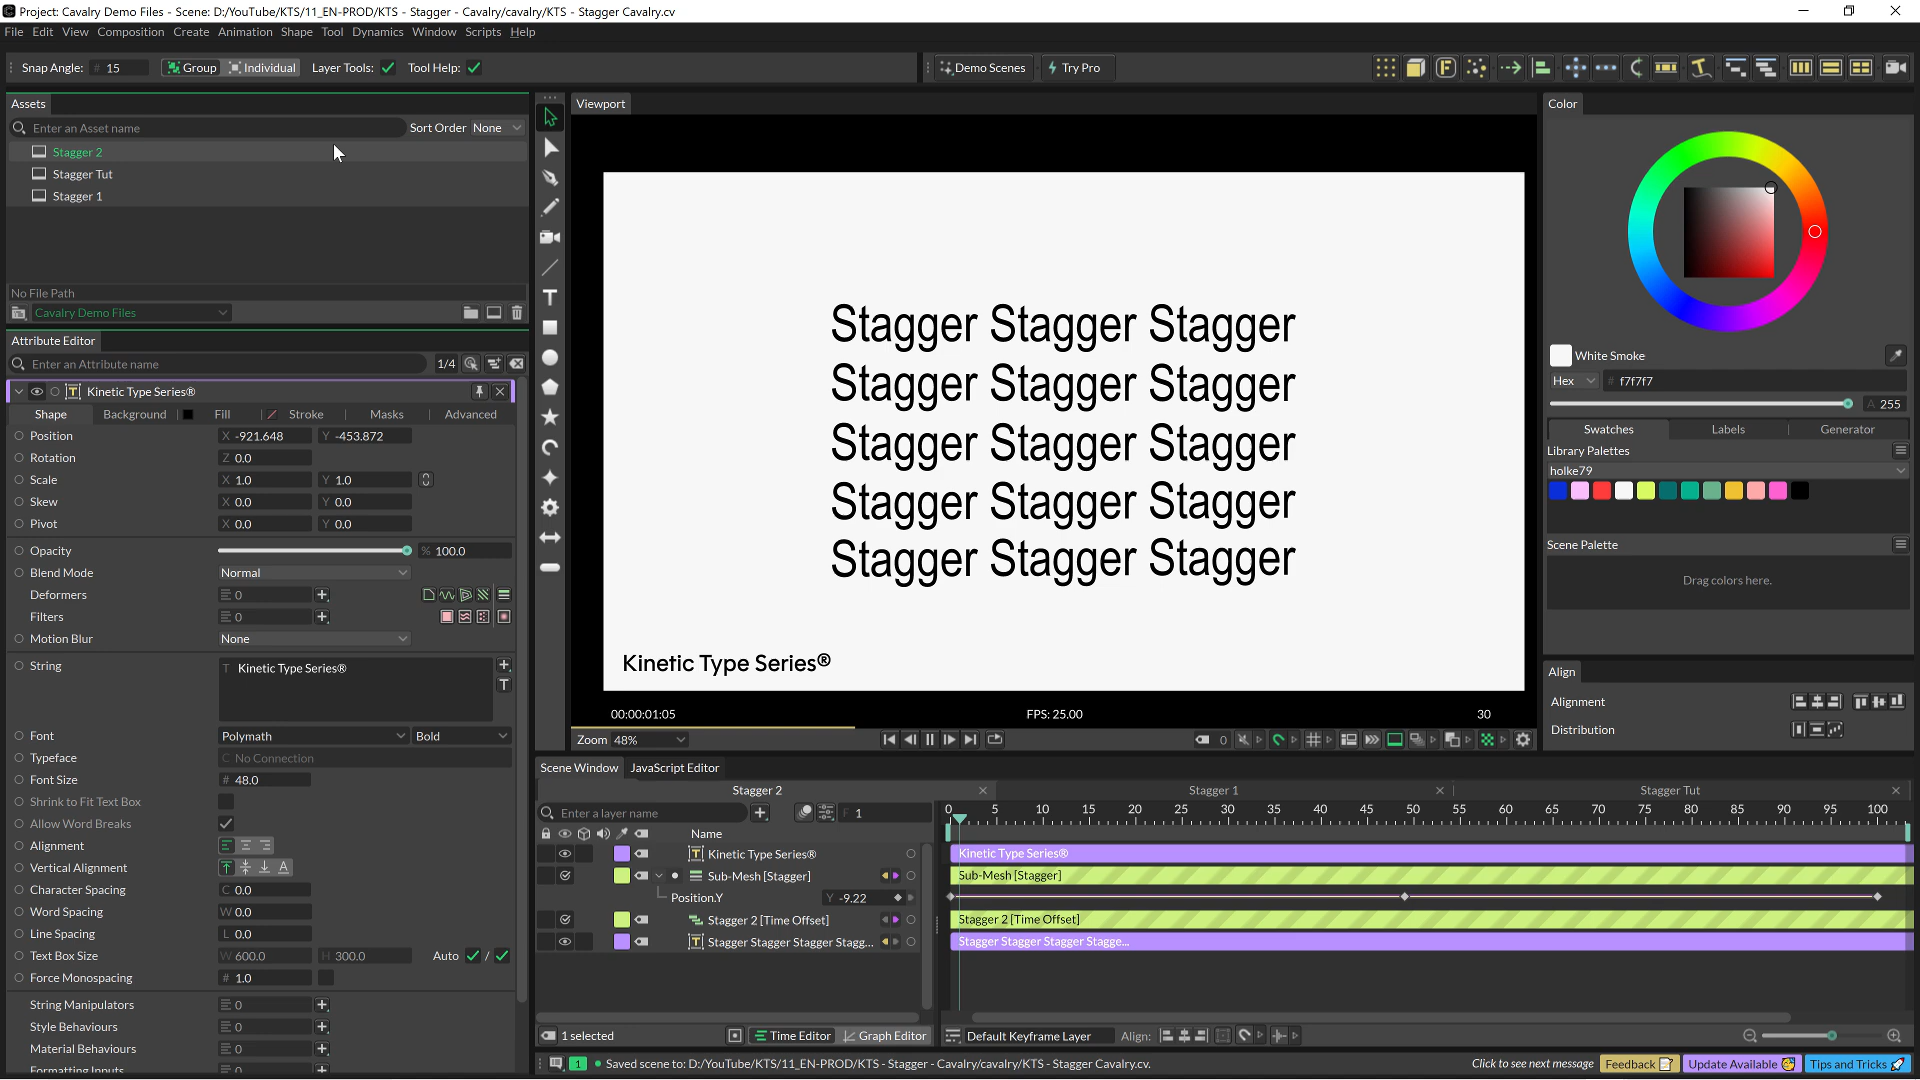 Project: Cavalry Demo Files - Scene: D:/YouTube/KTS/11_EN-PROD/KTS - Stagger - Cavalry/cavalry/KTS - Stagger Cavalry.cv
File Edit View Composition Create Animation Shape Tool Dynamics Window Scripts Help
Snap Angle: # 15 Group Individual Layer Tools: Tool Help: Demo Scenes Try Pro
Assets
Enter an Asset name Sort Order None
Stagger 2
Stagger Tut
Stagger 1
No File Path
Cavalry Demo Files
Attribute Editor
Enter an Attribute name 1/4
Kinetic Type Series®
Shape Background Fill Stroke Masks Advanced
Position X -921.648 Y -453.872
Rotation Z 0.0
Scale X 1.0 Y 1.0
Skew X 0.0 Y 0.0
Pivot X 0.0 Y 0.0
Opacity % 100.0
Blend Mode Normal
Deformers 0
Filters 0
Motion Blur None
String T Kinetic Type Series®
Font Polymath Bold
Typeface C No Connection
Font Size # 48.0
Shrink to Fit Text Box
Allow Word Breaks
Alignment
Vertical Alignment
Character Spacing C 0.0
Word Spacing W 0.0
Line Spacing L 0.0
Text Box Size W 600.0 H 300.0 Auto /
Force Monospacing # 1.0
String Manipulators 0
Style Behaviours 0
Material Behaviours 0
Formatting Inputs 0
Viewport
Stagger Stagger Stagger
Stagger Stagger Stagger
Stagger Stagger Stagger
Stagger Stagger Stagger
Stagger Stagger Stagger
Kinetic Type Series®
00:00:01:05 FPS: 25.00 30
Zoom 48% 0
Scene Window JavaScript Editor
Stagger 2 Stagger 1 Stagger Tut
Enter a layer name F 1
0 5 10 15 20 25 30 35 40 45 50 55 60 65 70 75 80 85 90 95 100
Name
Kinetic Type Series® Kinetic Type Series®
Sub-Mesh [Stagger] Sub-Mesh [Stagger]
Position.Y Y -9.22
Stagger 2 [Time Offset] Stagger 2 [Time Offset]
Stagger Stagger Stagger Stagg... Stagger Stagger Stagger Stagge...
1 selected Time Editor Graph Editor Default Keyframe Layer Align:
1 Saved scene to: D:/YouTube/KTS/11_EN-PROD/KTS - Stagger - Cavalry/cavalry/KTS - Stagger Cavalry.cv.
Click to see next message Feedback Update Available Tips and Tricks
Color
White Smoke
Hex # f7f7f7
A 255
Swatches Labels Generator
Library Palettes
holke79
Scene Palette
Drag colors here.
Align
Alignment
Distribution